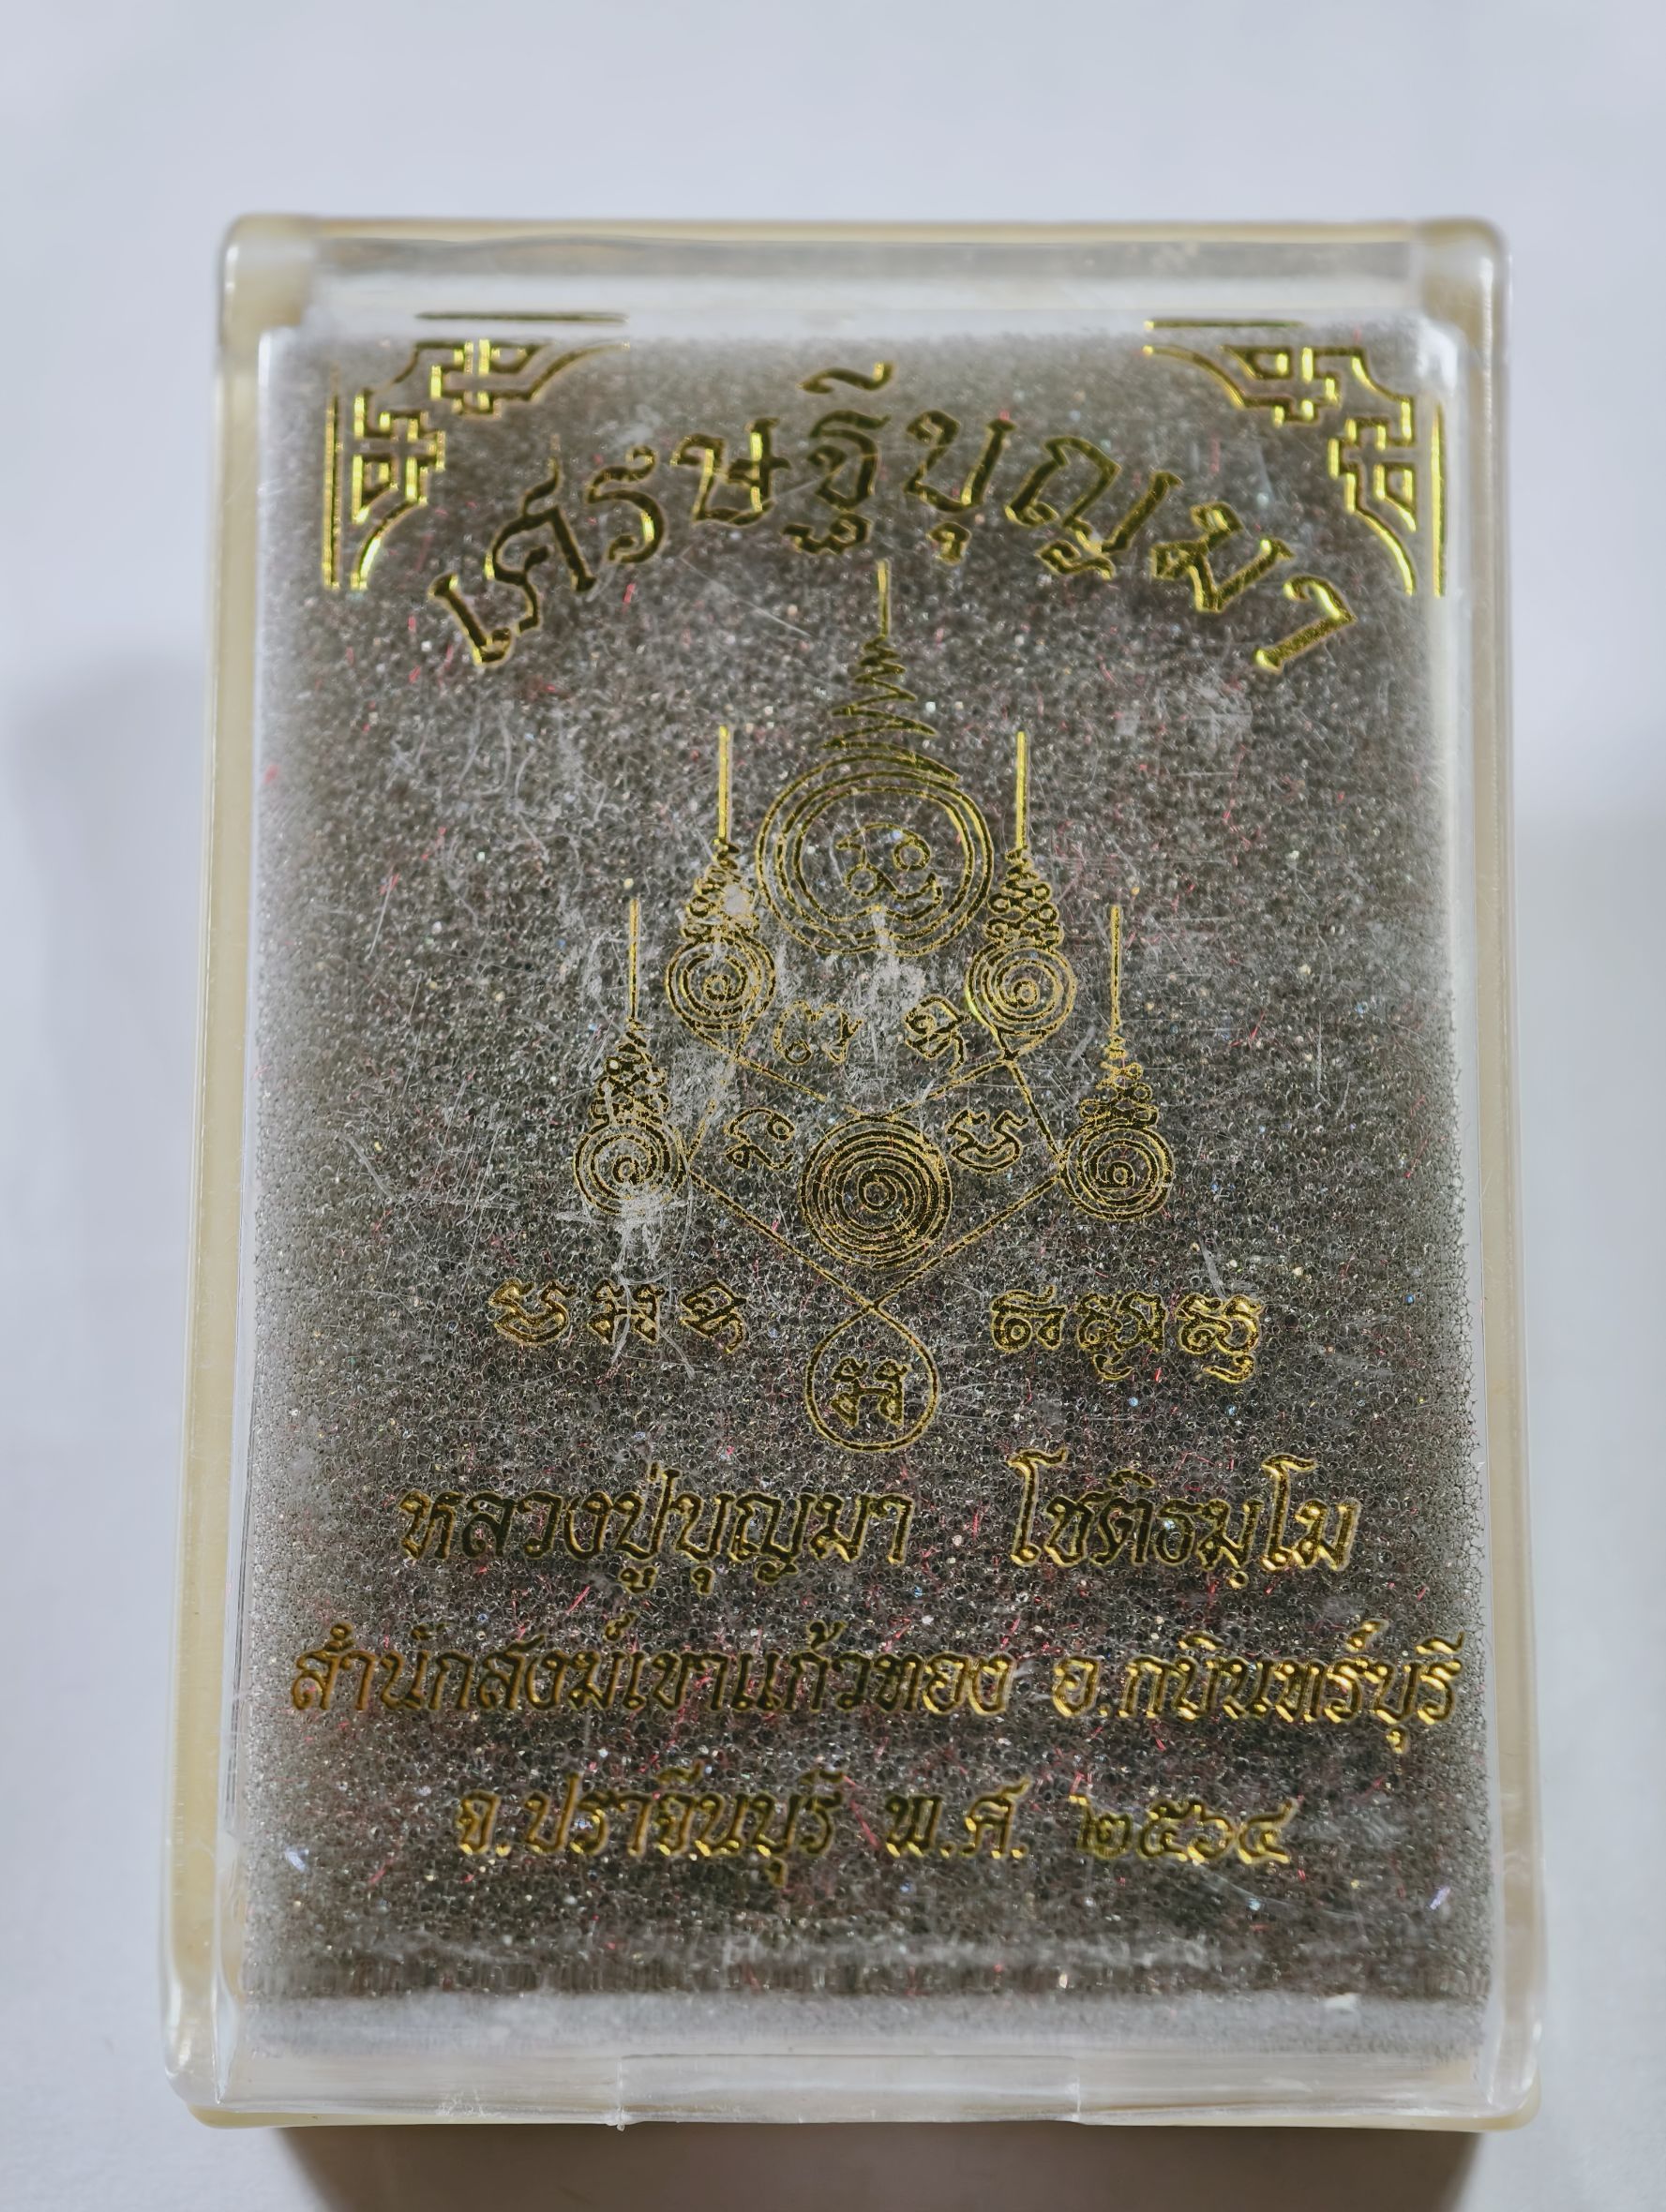 เศรษฐีบุญมา
หลวงปู่บุญมา โชติธมฺโม
สำนักสงฆ์เขาแก้วทอง อ.กบินทร์บุรี
จ.ปราจีนบุรี พ.ศ. ๒๕๖๔